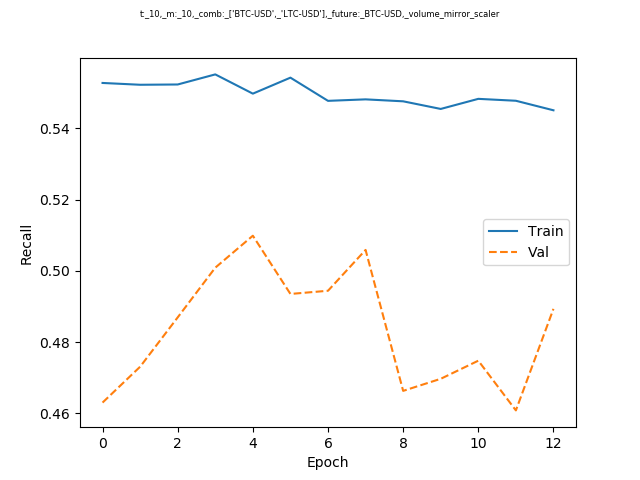 t:_10,_m:_10,_comb:_['BTC-USD',_'LTC-USD'],_future:_BTC-USD,_volume_mirror_scaler
0.54
0.52
0.50
0.48
0.46
Recall
Train
Val
0 2 4 6 8 10 12
Epoch